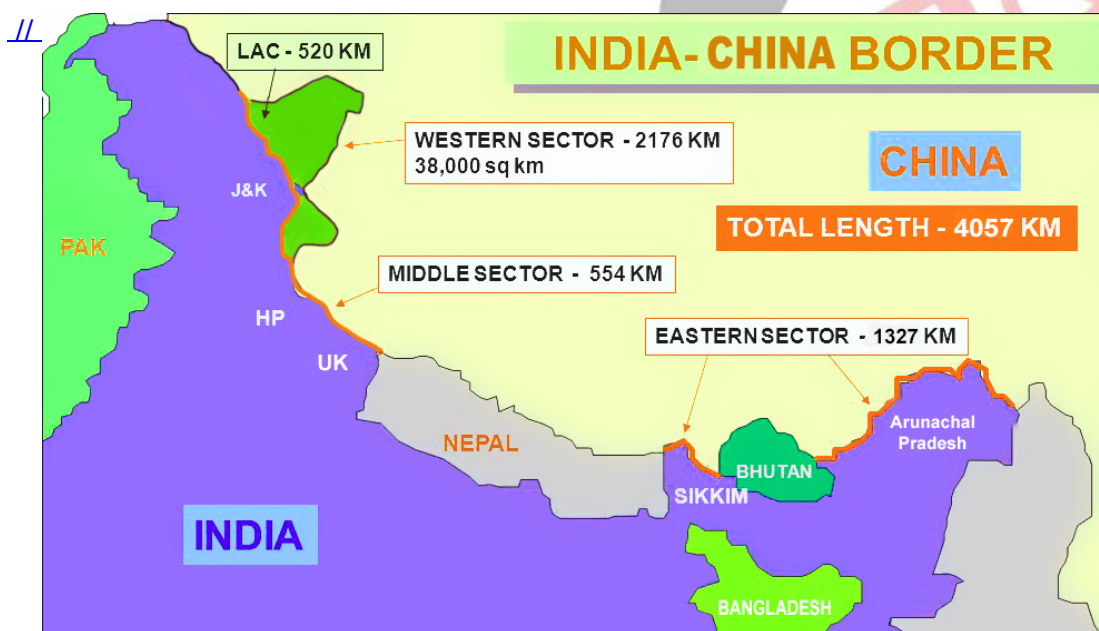 //
LAC - 520 KM
INDIA- CHINA BORDER
WESTERN SECTOR - 2176 KM
38,000 sq km
CHINA
J&K
TOTAL LENGTH - 4057 KM
PAK
MIDDLE SECTOR - 554 KM
HP
EASTERN SECTOR - 1327 KM
UK
Arunachal
Pradesh
NEPAL
BHUTAN
SIKKIM
INDIA
BANGLADESH